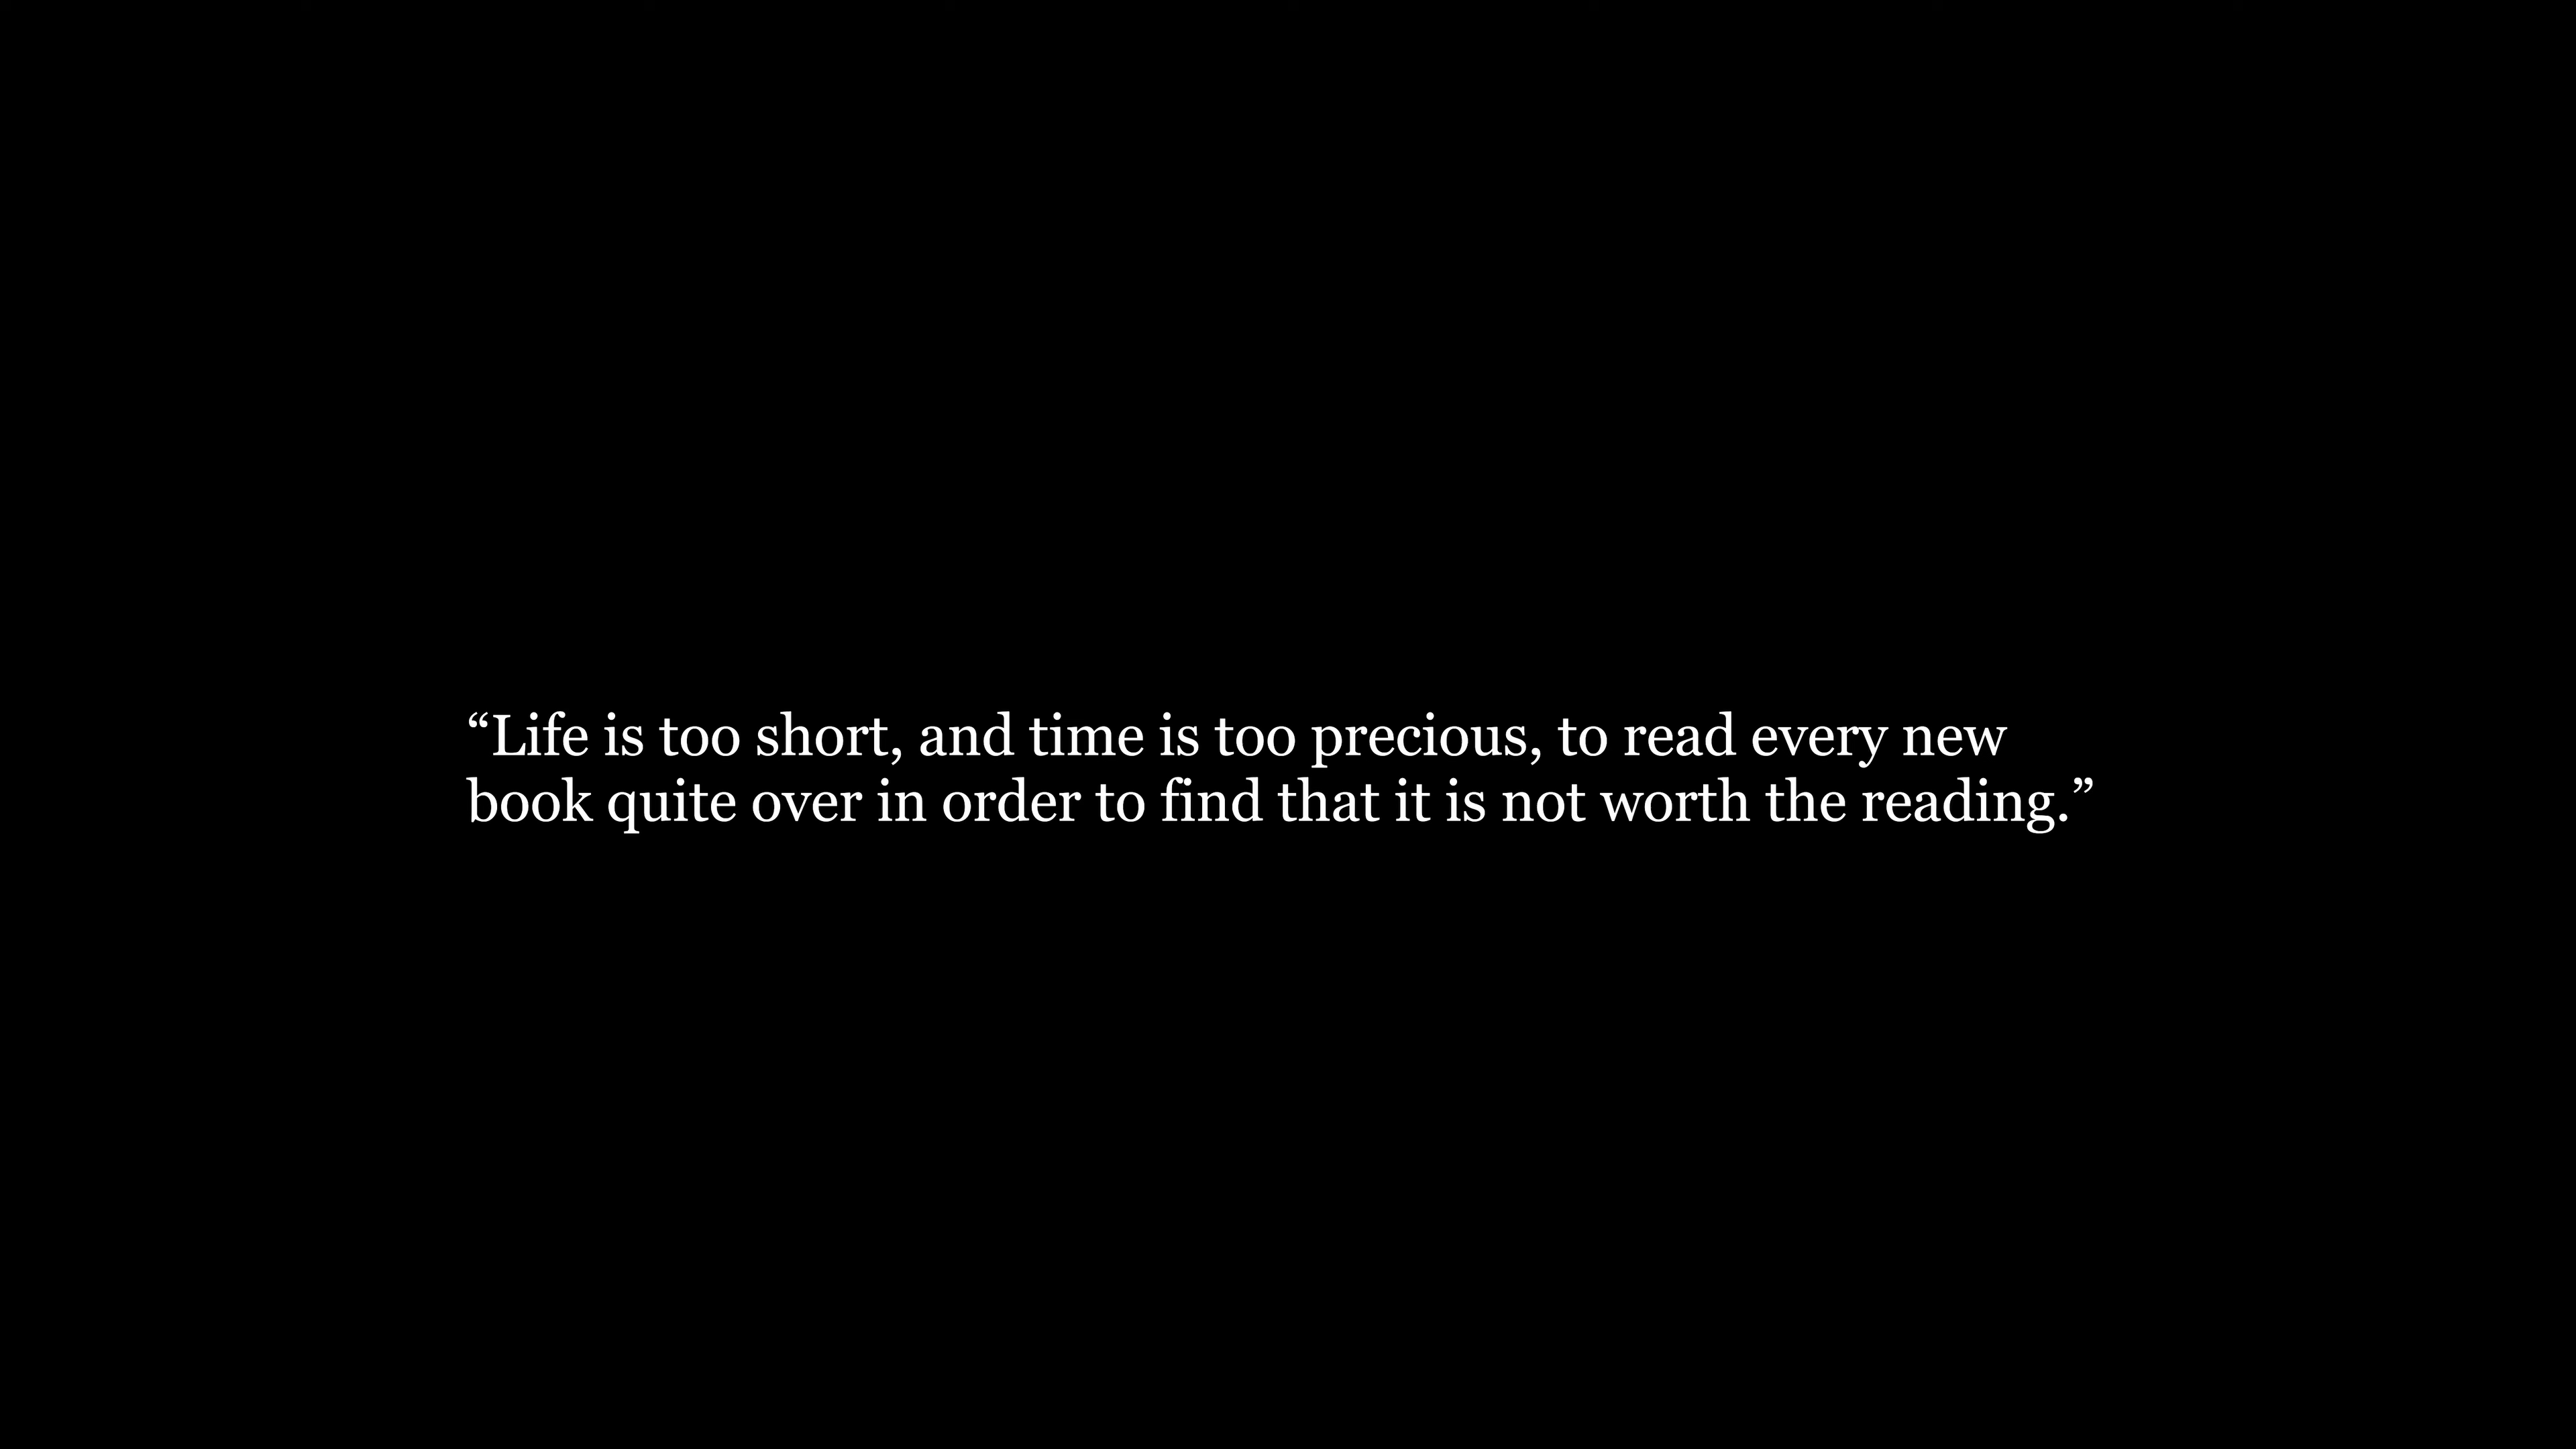 “Life is too short, and time is too precious, to read every new
book quite over in order to find that it is not worth the reading.”